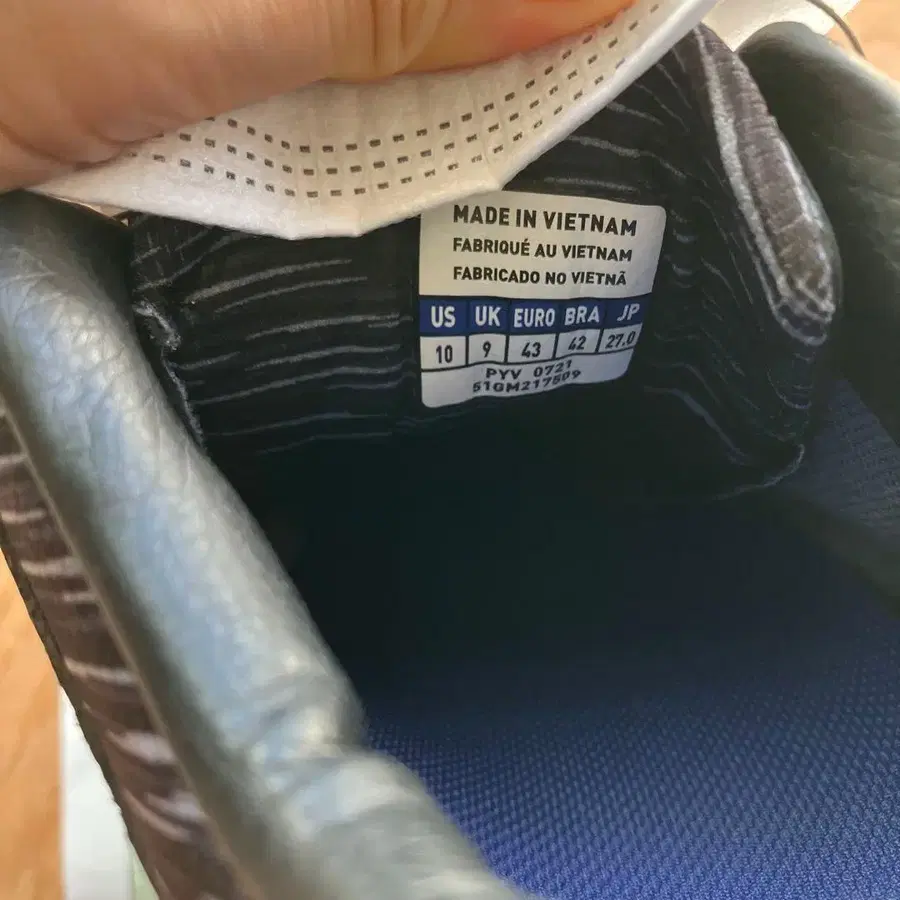 MADE IN VIETNAM
FABRIQUÉ AU VIETNAM
FABRICADO NO VIETNÃ
US UK EURO BRA JP
10 9 43 42 27.0
PYV 0721
51GM217509